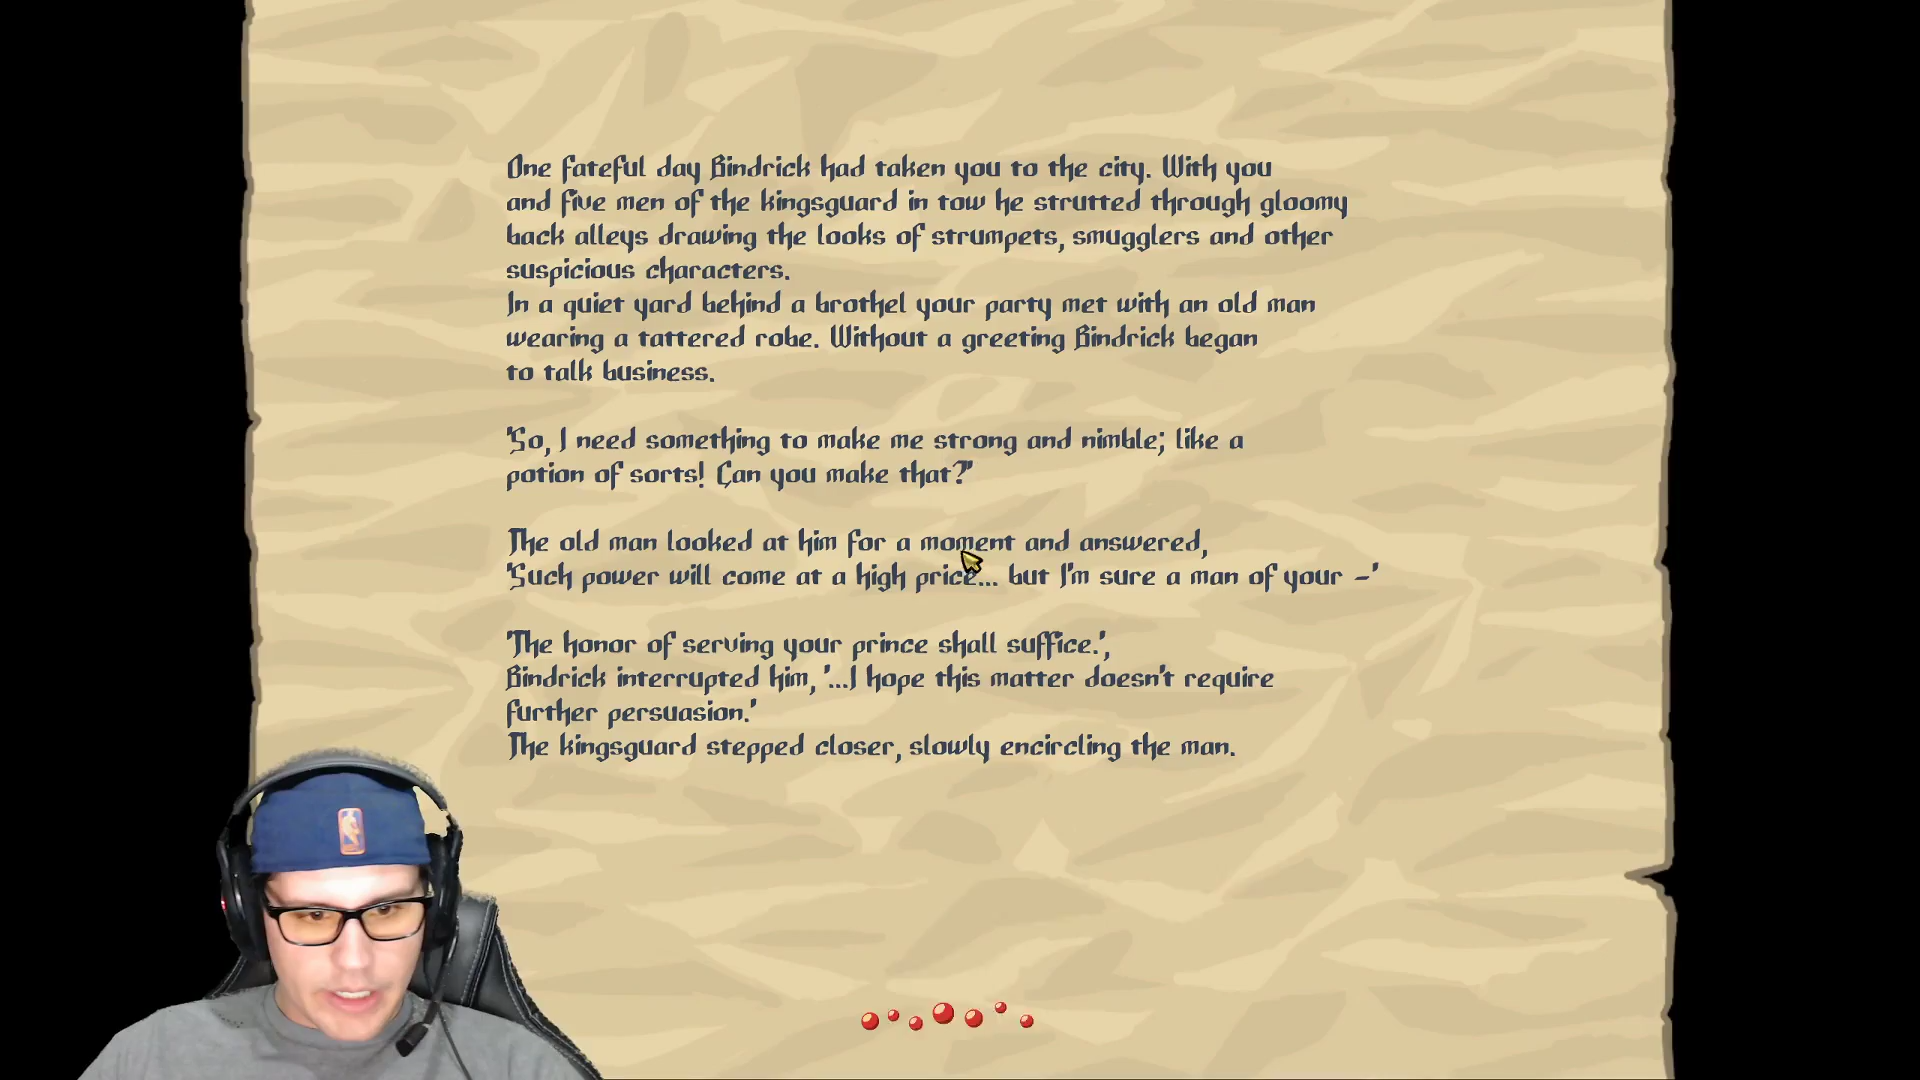 One fateful day Bindrick had taken you to the city. With you
and five men of the kingsguard in tow he strutted through gloomy
back alleys drawing the looks of strumpets, smugglers and other
suspicious characters.
In a quiet yard behind a brothel your party met with an old man
wearing a tattered robe. Without a greeting Bindrick began
to talk business.
'So, I need something to make me strong and nimble; like a
potion of sorts! Can you make that?'
The old man looked at him for a moment and answered,
'Such power will come at a high price... but I'm sure a man of your -'
'The honor of serving your prince shall suffice.',
Bindrick interrupted him, '...I hope this matter doesn't require
further persuasion.'
The kingsguard stepped closer, slowly encircling the man.